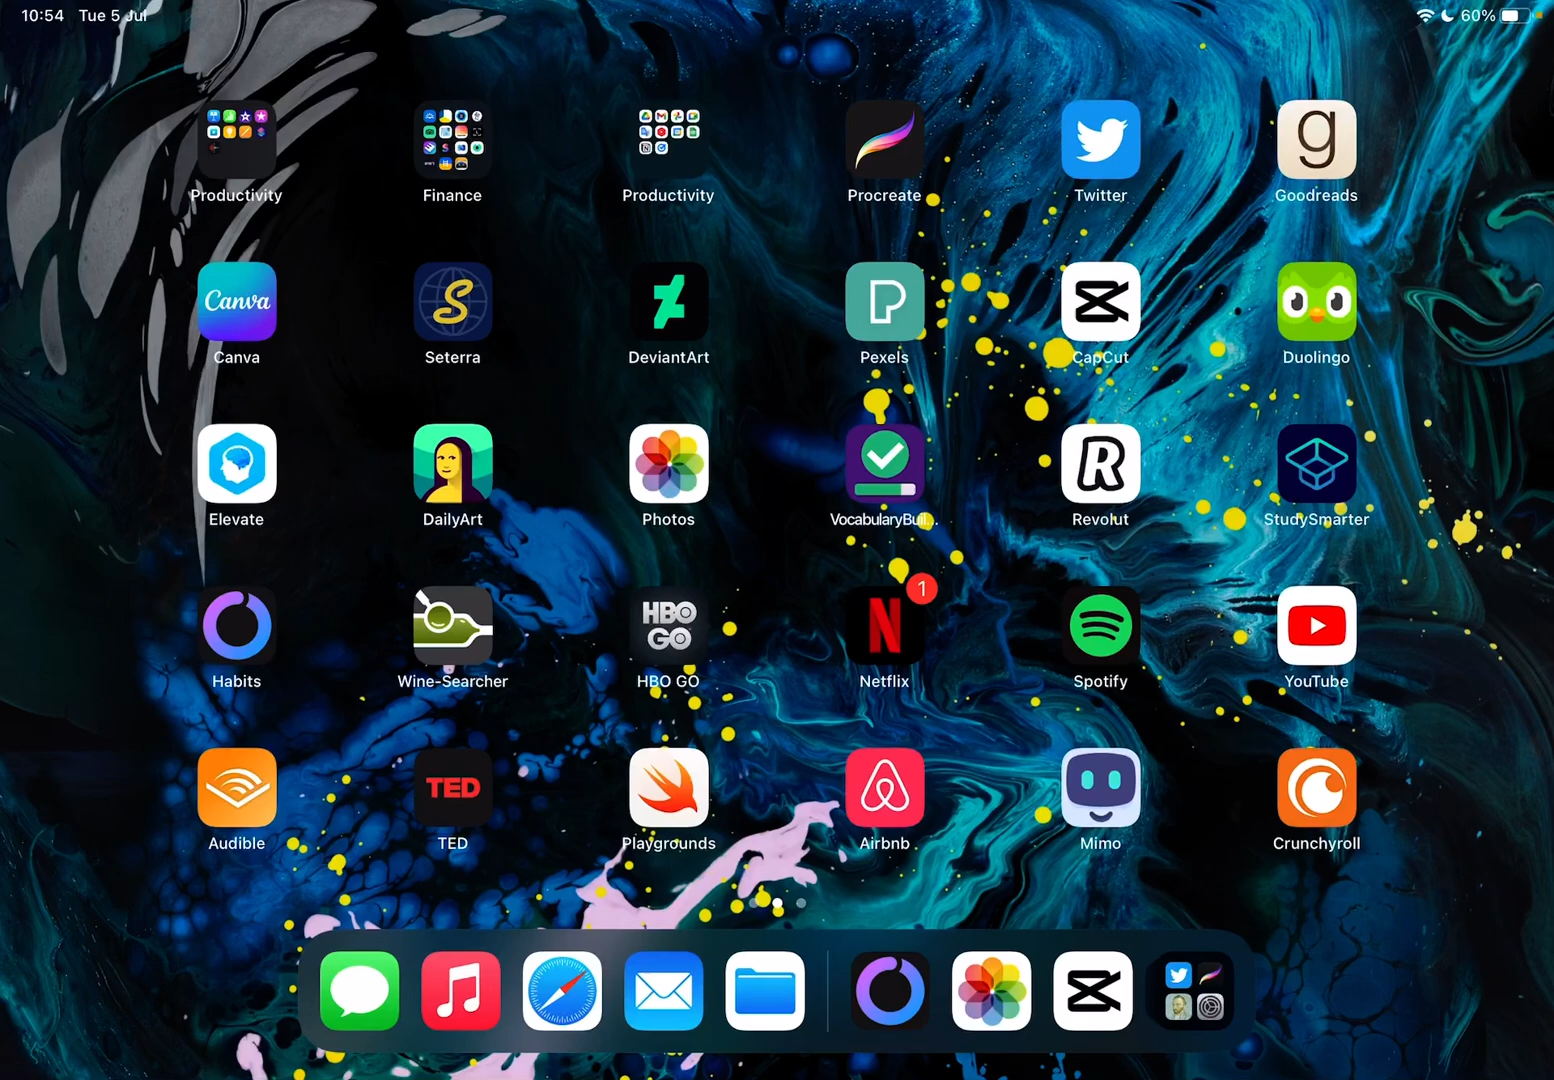 10:54 Tue 5 Jul
60%
Productivity
Finance
Productivity
Procreate
Twitter
g
Goodreads
Canva
Canva
S
Seterra
DeviantArt
Pexels
CapCut
Duolingo
Elevate
DailyArt
Photos
VocabularyBuil...
R
Revolut
StudySmarter
Habits
Wine-Searcher
HBO
GO
HBO GO
1
N
Netflix
Spotify
YouTube
Audible
TED
TED
Playgrounds
Airbnb
Mimo
Crunchyroll